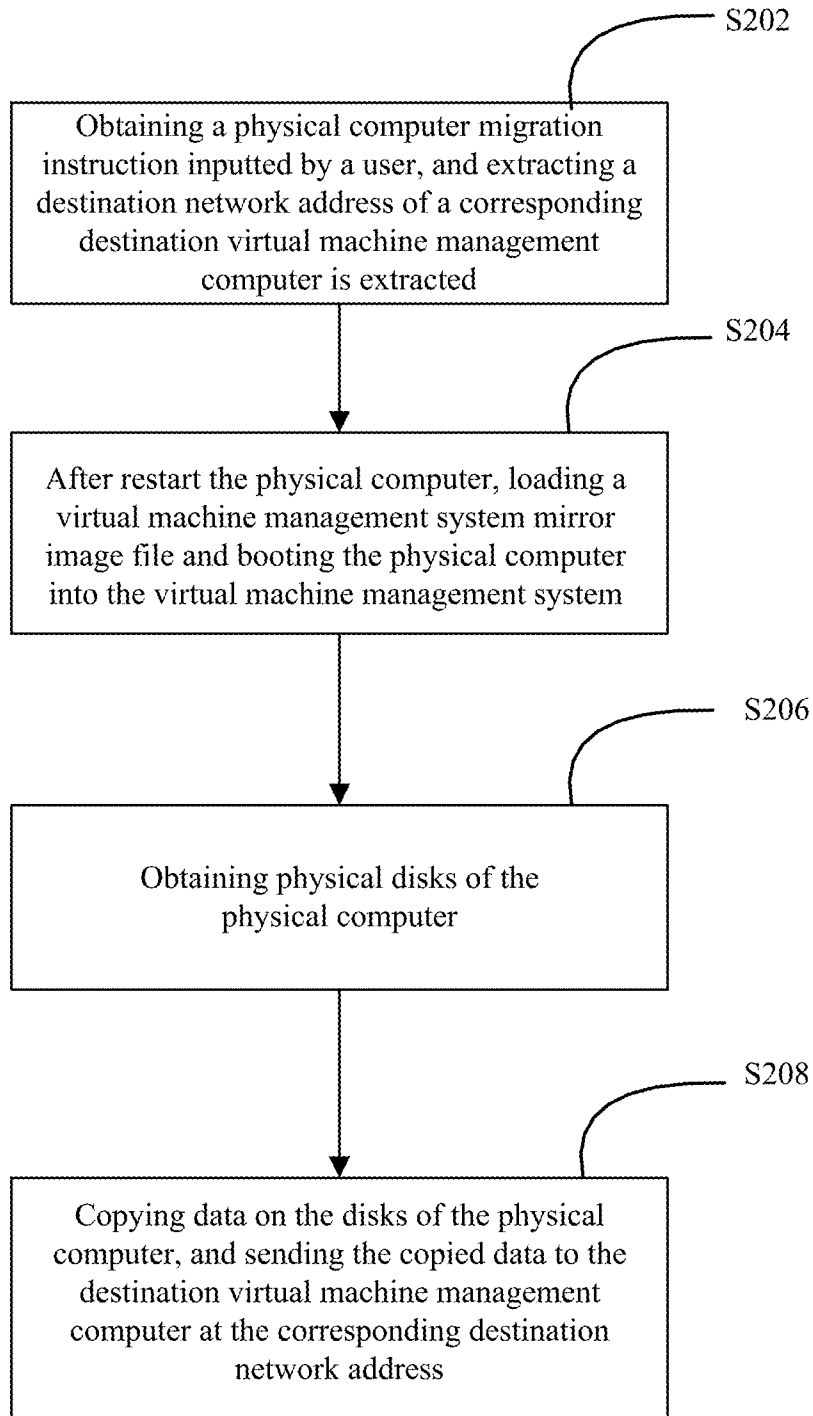 S202
Obtaining a physical computer migration
instruction inputted by a user, and extracting a
destination network address of a corresponding
destination virtual machine management
computer is extracted
S204
After restart the physical computer, loading a
virtual machine management system mirror
image file and booting the physical computer
into the virtual machine management system
S206
Obtaining physical disks of the
physical computer
S208
Copying data on the disks of the physical
computer, and sending the copied data to the
destination virtual machine management
computer at the corresponding destination
network address